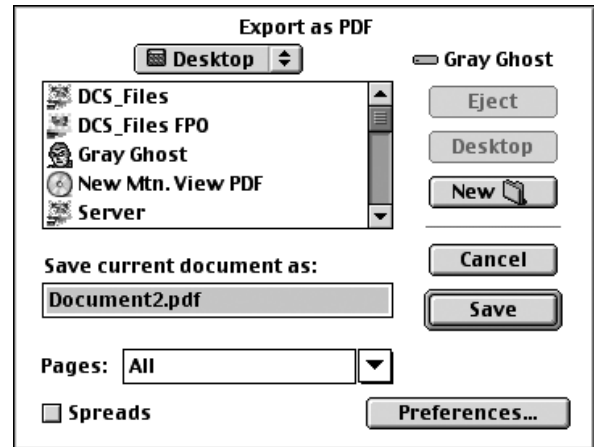 Export as PDF
Desktop
Gray Ghost
DCS_Files
DCS_Files FPO
Gray Ghost
New Mtn. View PDF
Server
Eject
Desktop
New
Save current document as:
Document2.pdf
Cancel
Save
Pages: All
Spreads
Preferences...